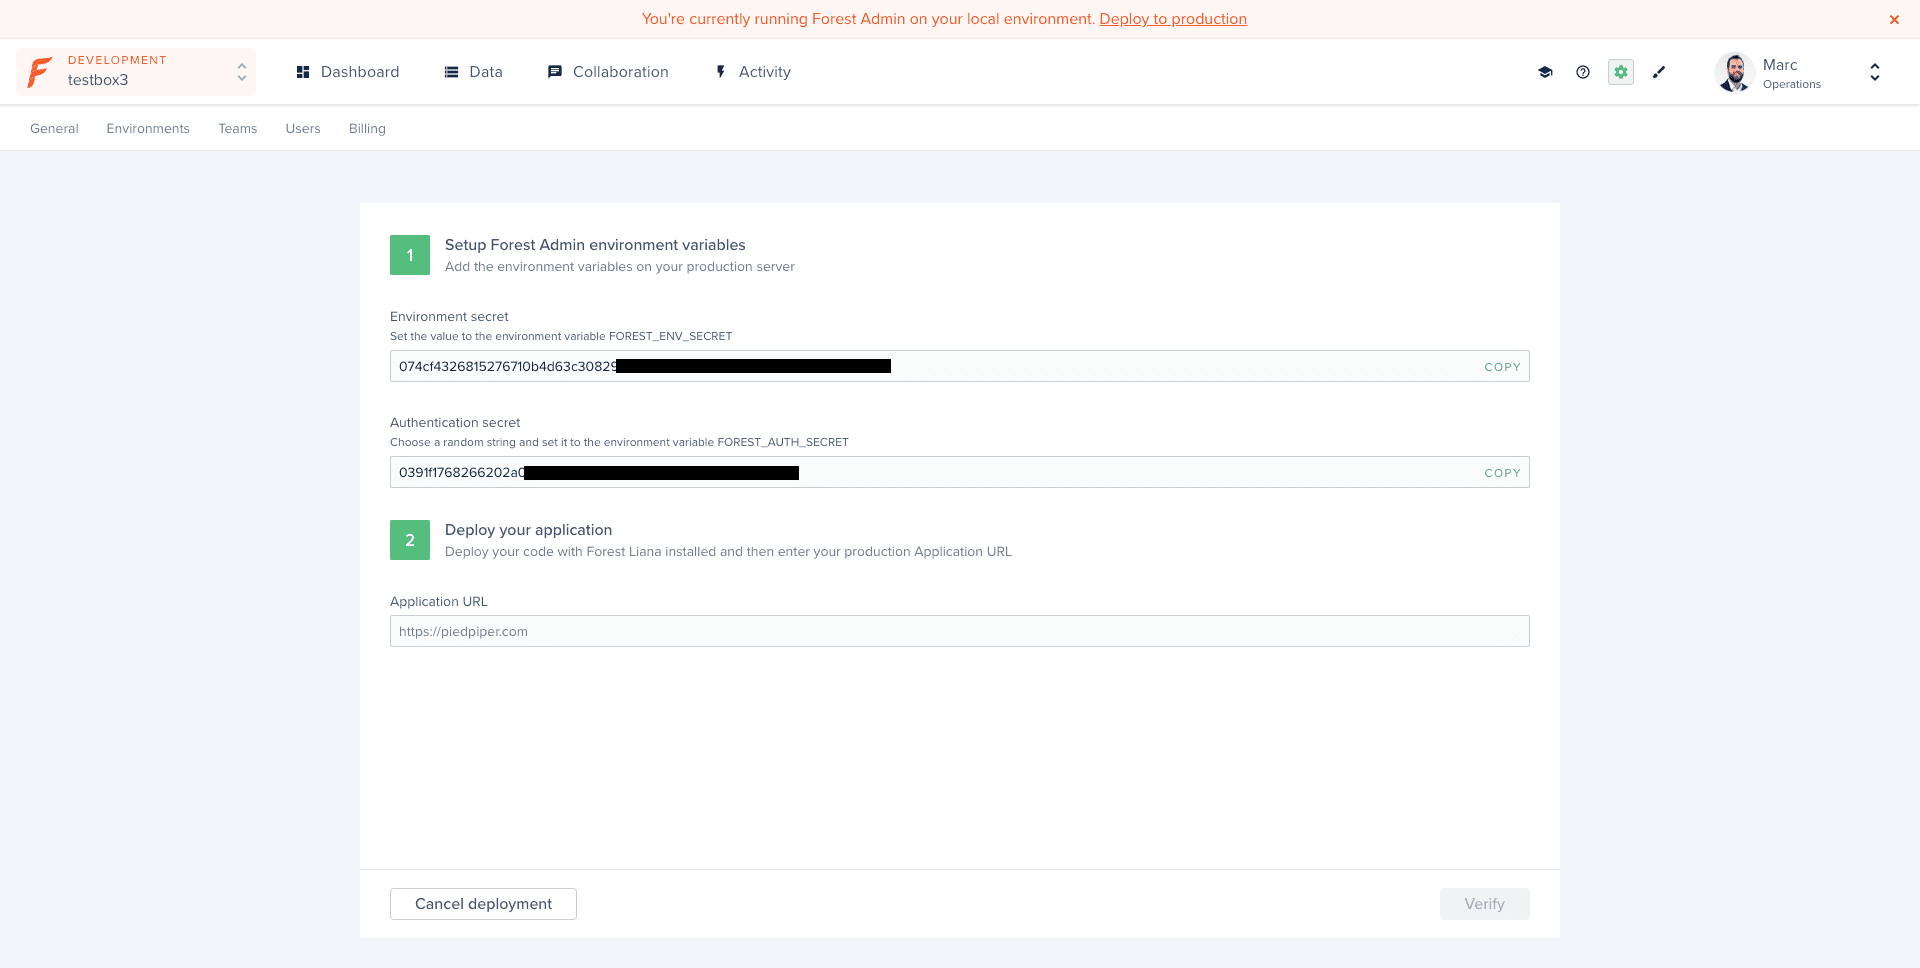 You're currently running Forest Admin on your local environment. Deploy to production
DEVELOPMENT
testbox3
Dashboard
Data
Collaboration
Activity
Marc
Operations
General
Environments
Teams
Users
Billing
1
Setup Forest Admin environment variables
Add the environment variables on your production server
Environment secret
Set the value to the environment variable FOREST_ENV_SECRET
074cf4326815276710b4d63c30829
COPY
Authentication secret
Choose a random string and set it to the environment variable FOREST_AUTH_SECRET
0391f1768266202a0
COPY
2
Deploy your application
Deploy your code with Forest Liana installed and then enter your production Application URL
Application URL
https://piedpiper.com
Cancel deployment
Verify